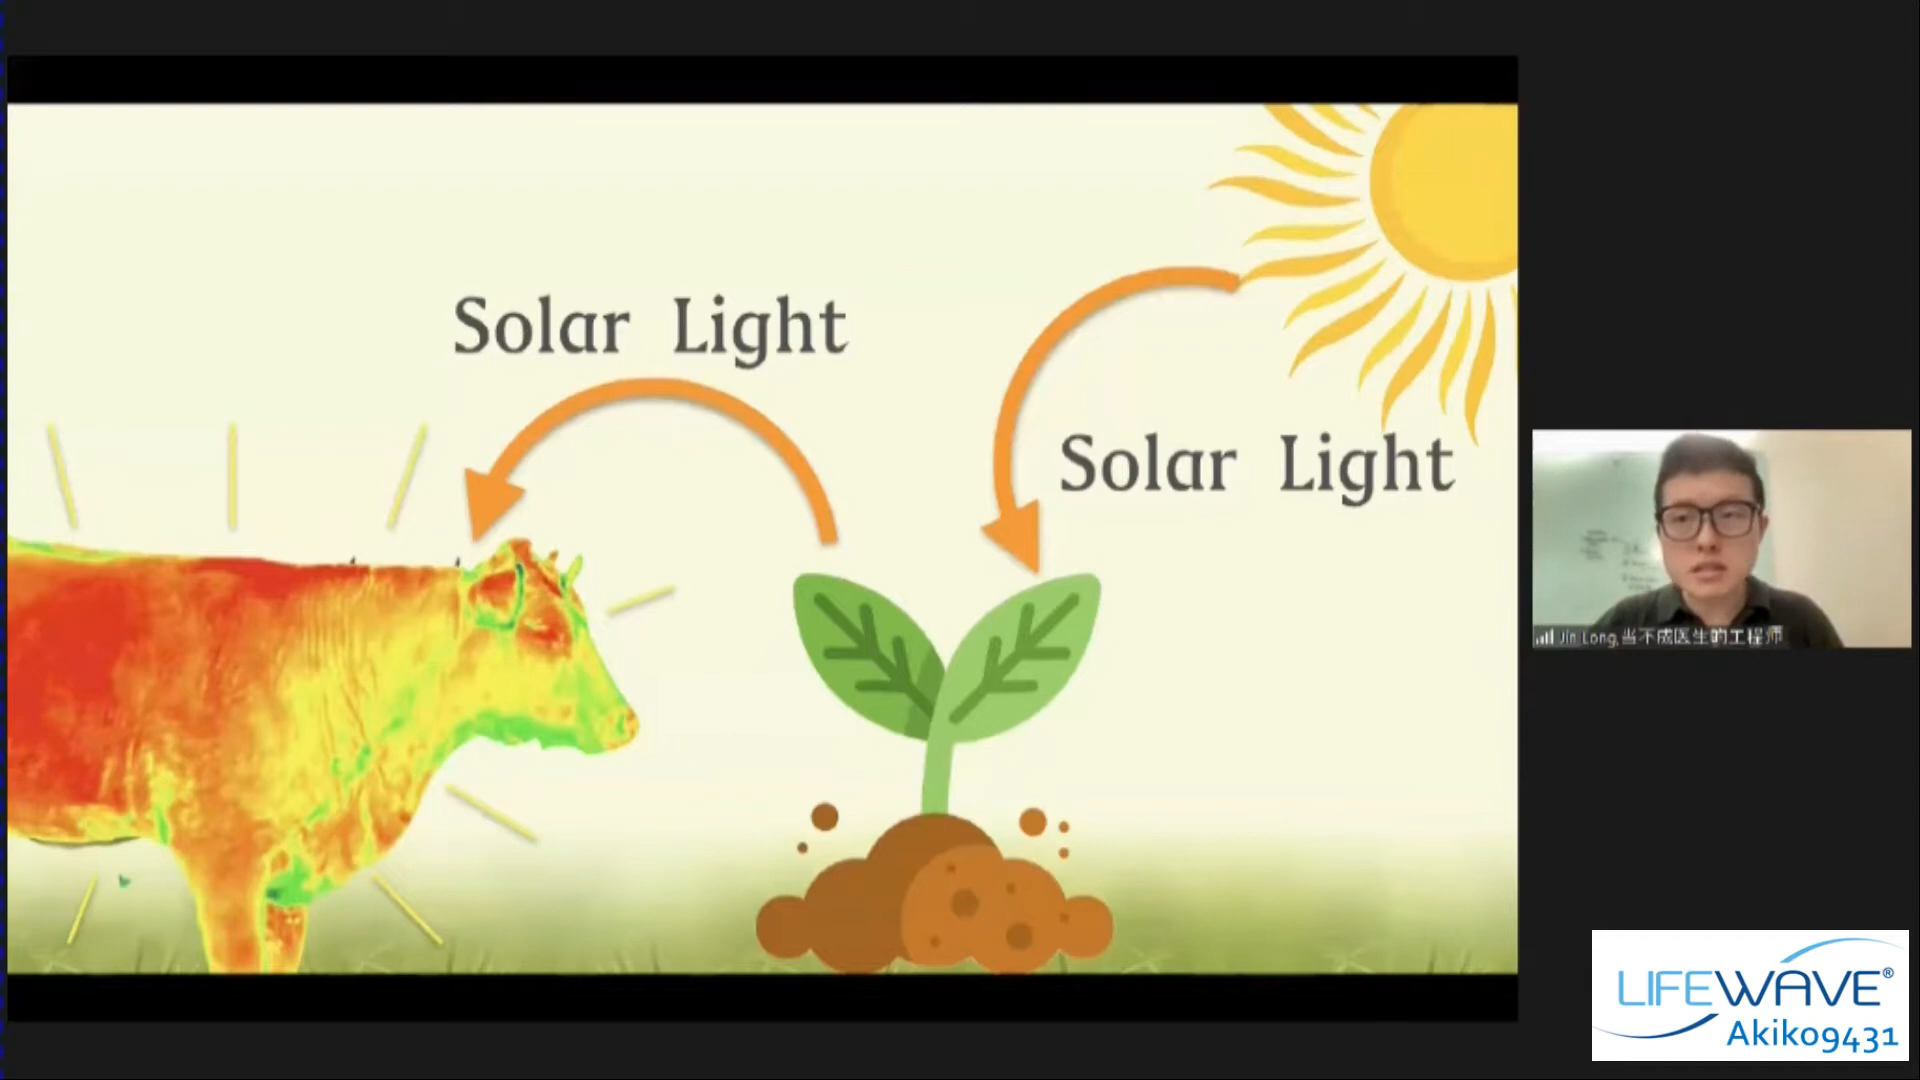 Solar Light
Solar Light
Jin Long,当不成医生的工程师
LIFEWAVE®
Akiko9431